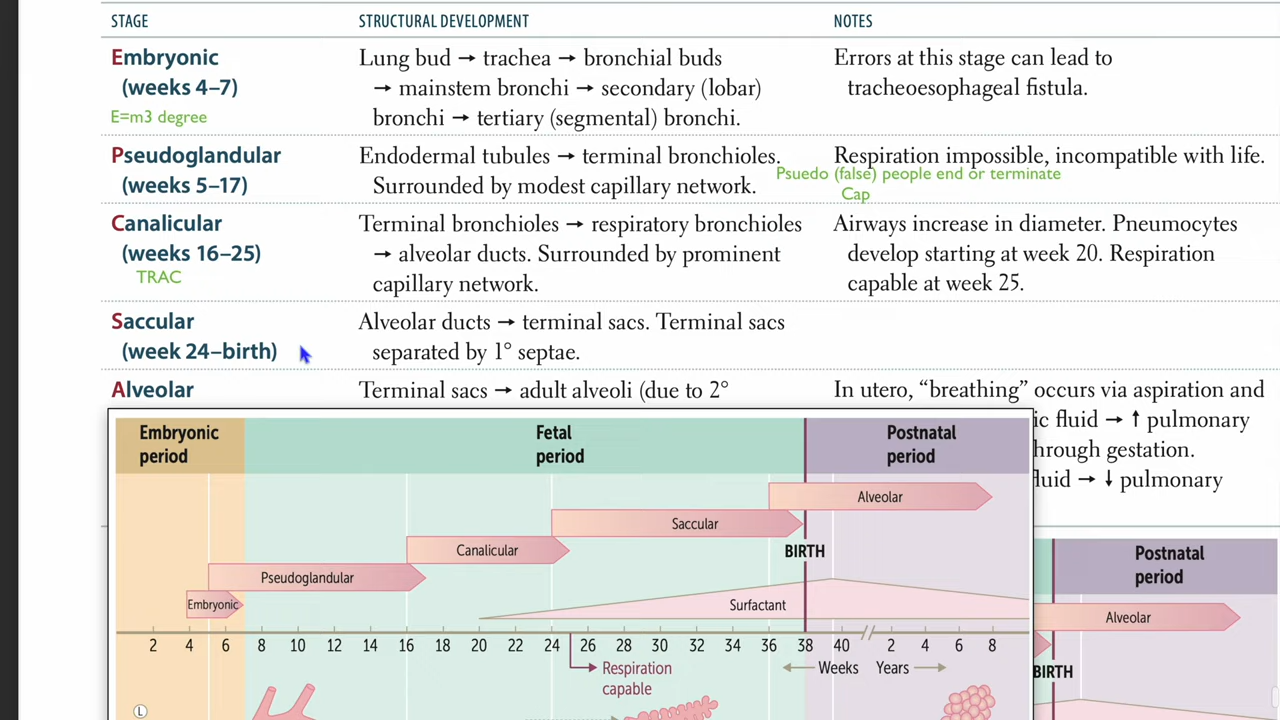 STAGE STRUCTURAL DEVELOPMENT NOTES
Embryonic
(weeks 4–7)
E=m3 degree
Lung bud → trachea → bronchial buds
→ mainstem bronchi → secondary (lobar)
bronchi → tertiary (segmental) bronchi.
Errors at this stage can lead to
tracheoesophageal fistula.
Pseudoglandular
(weeks 5–17)
Endodermal tubules → terminal bronchioles.
Surrounded by modest capillary network.
Respiration impossible, incompatible with life.
Psuedo (false) people end or terminate
Cap
Canalicular
(weeks 16–25)
TRAC
Terminal bronchioles → respiratory bronchioles
→ alveolar ducts. Surrounded by prominent
capillary network.
Airways increase in diameter. Pneumocytes
develop starting at week 20. Respiration
capable at week 25.
Saccular
(week 24–birth)
Alveolar ducts → terminal sacs. Terminal sacs
separated by 1° septae.
Alveolar
Terminal sacs → adult alveoli (due to 2°
In utero, “breathing” occurs via aspiration and
ic fluid → ↑ pulmonary
hrough gestation.
fluid → ↓ pulmonary
Embryonic
period
Fetal
period
Postnatal
period
Alveolar
Saccular
Canalicular
BIRTH
Pseudoglandular
Embryonic
Surfactant
2 4 6 8 10 12 14 16 18 20 22 24 26 28 30 32 34 36 38 40 2 4 6 8
Respiration
capable
Weeks Years
L
Postnatal
period
Alveolar
BIRTH